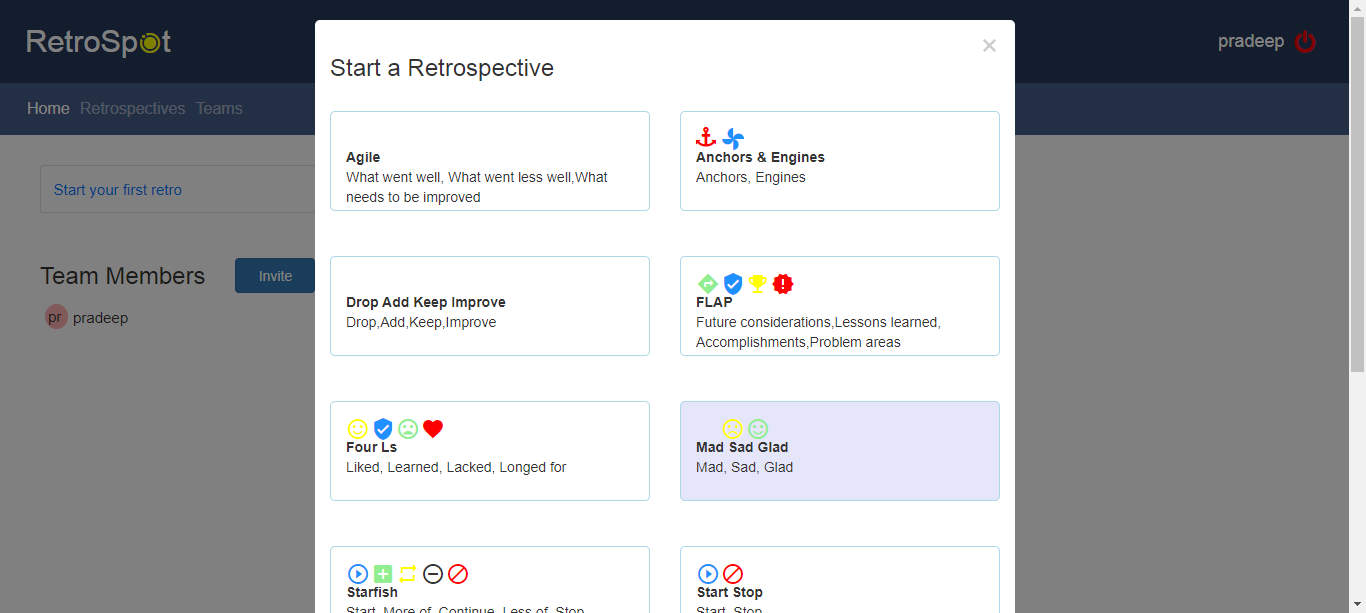 RetroSpot
pradeep
Home Retrospectives Teams
Start your first retro
Team Members
Invite
pr pradeep
×
Start a Retrospective
Agile
What went well, What went less well,What
needs to be improved
Anchors & Engines
Anchors, Engines
Drop Add Keep Improve
Drop,Add,Keep,Improve
FLAP
Future considerations,Lessons learned,
Accomplishments,Problem areas
Four Ls
Liked, Learned, Lacked, Longed for
Mad Sad Glad
Mad, Sad, Glad
Starfish
Start, More of, Continue, Less of, Stop
Start Stop
Start, Stop